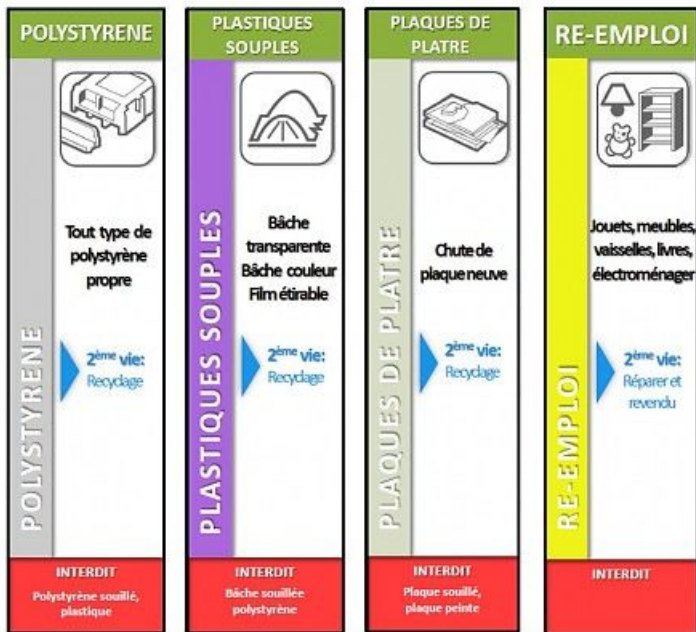 POLYSTYRENE
POLYSTYRENE
Tout type de
polystyrène
propre
2ème vie:
Recyclage
INTERDIT
Polystyrène souillé,
plastique
PLASTIQUES
SOUPLES
PLASTIQUES SOUPLES
Bâche
transparente
Bâche couleur
Film étirable
2ème vie:
Recyclage
INTERDIT
Bâche souillée
polystyrène
PLAQUES DE
PLATRE
PLAQUES DE PLATRE
Chute de
plaque neuve
2ème vie:
Recyclage
INTERDIT
Plaque souillé,
plaque peinte
RE-EMPLOI
RE-EMPLOI
Jouets, meubles,
vaisselles, livres,
électroménager
2ème vie:
Réparer et
revendu
INTERDIT